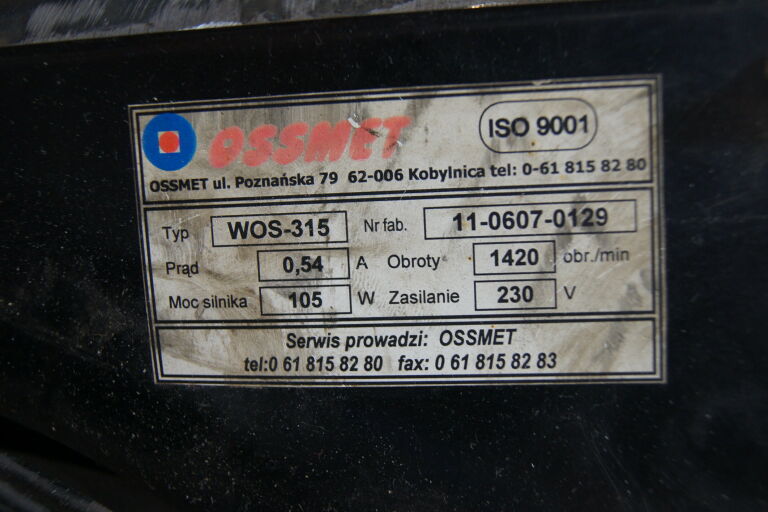 OSSMET ISO 9001
OSSMET ul. Poznańska 79 62-006 Kobylnica tel: 0-61 815 82 80
Typ WOS-315 Nr fab. 11-0607-0129
Prąd 0,54 A Obroty 1420 obr./min
Moc silnika 105 W Zasilanie 230 V
Serwis prowadzi: OSSMET
tel:0 61 815 82 80 fax: 0 61 815 82 83